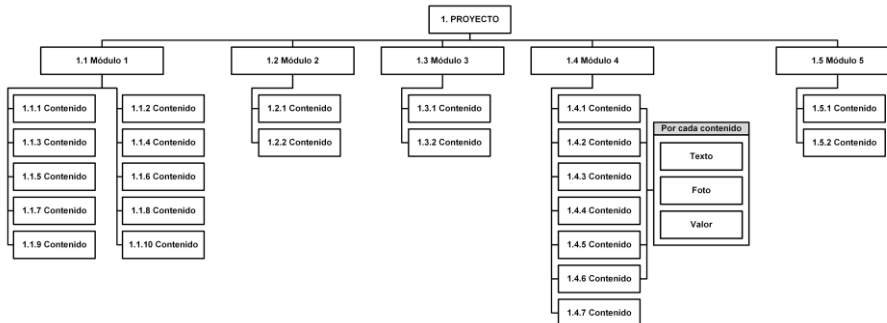 1. PROYECTO
1.1 Módulo 1
1.2 Módulo 2
1.3 Módulo 3
1.4 Módulo 4
1.5 Módulo 5
1.1.1 Contenido
1.1.2 Contenido
1.1.3 Contenido
1.1.4 Contenido
1.1.5 Contenido
1.1.6 Contenido
1.1.7 Contenido
1.1.8 Contenido
1.1.9 Contenido
1.1.10 Contenido
1.2.1 Contenido
1.2.2 Contenido
1.3.1 Contenido
1.3.2 Contenido
1.4.1 Contenido
1.4.2 Contenido
1.4.3 Contenido
1.4.4 Contenido
1.4.5 Contenido
1.4.6 Contenido
1.4.7 Contenido
Por cada contenido
Texto
Foto
Valor
1.5.1 Contenido
1.5.2 Contenido